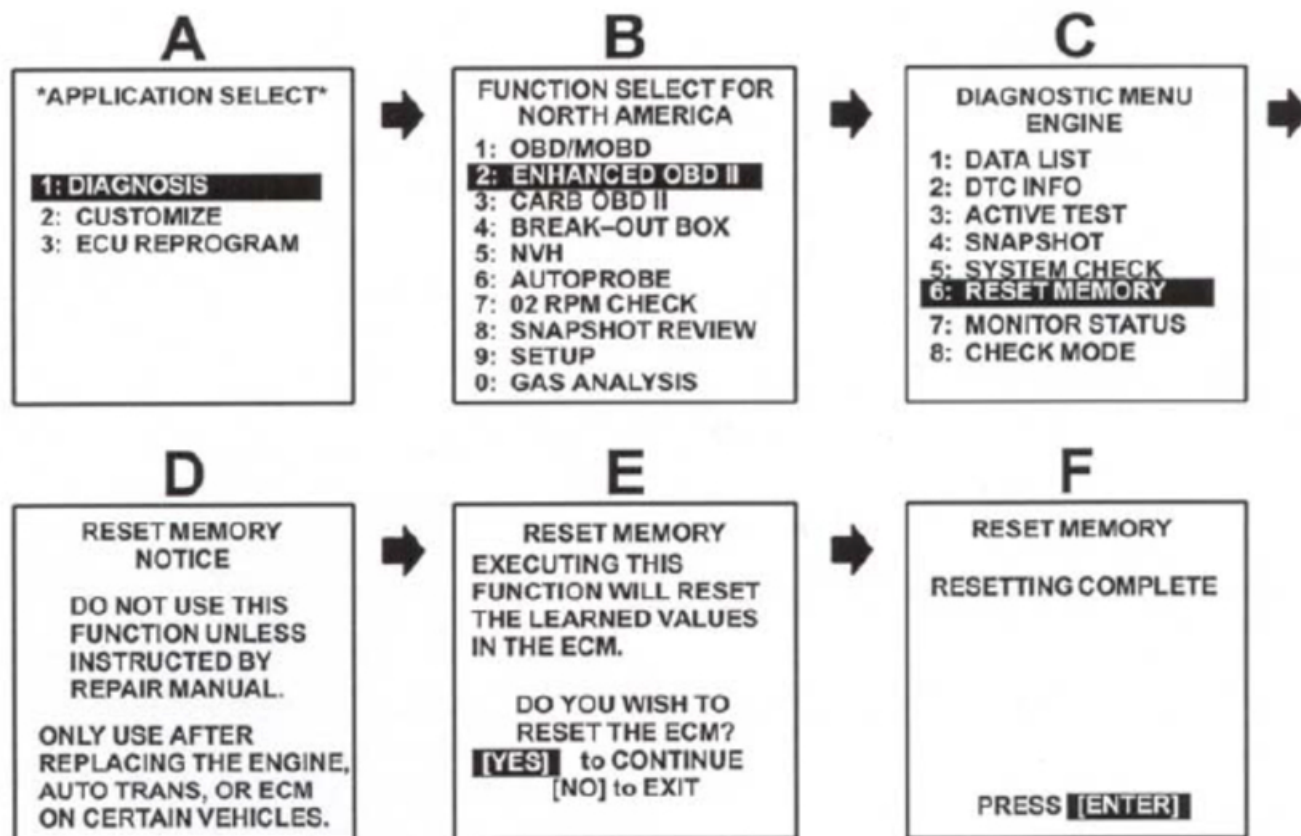 A
*APPLICATION SELECT*
1: DIAGNOSIS
2: CUSTOMIZE
3: ECU REPROGRAM
B
FUNCTION SELECT FOR
NORTH AMERICA
1: OBD/MOBD
2: ENHANCED OBD II
3: CARB OBD II
4: BREAK–OUT BOX
5: NVH
6: AUTOPROBE
7: 02 RPM CHECK
8: SNAPSHOT REVIEW
9: SETUP
0: GAS ANALYSIS
C
DIAGNOSTIC MENU
ENGINE
1: DATA LIST
2: DTC INFO
3: ACTIVE TEST
4: SNAPSHOT
5: SYSTEM CHECK
6: RESET MEMORY
7: MONITOR STATUS
8: CHECK MODE
D
RESET MEMORY
NOTICE
DO NOT USE THIS
FUNCTION UNLESS
INSTRUCTED BY
REPAIR MANUAL.
ONLY USE AFTER
REPLACING THE ENGINE,
AUTO TRANS, OR ECM
ON CERTAIN VEHICLES.
E
RESET MEMORY
EXECUTING THIS
FUNCTION WILL RESET
THE LEARNED VALUES
IN THE ECM.
DO YOU WISH TO
RESET THE ECM?
[YES] to CONTINUE
[NO] to EXIT
F
RESET MEMORY
RESETTING COMPLETE
PRESS [ENTER]